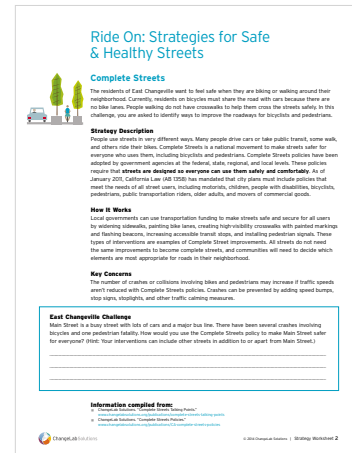 Ride On: Strategies for Safe
& Healthy Streets
Complete Streets
The residents of East Changeville want to feel safe when they are biking or walking around their
neighborhood. Currently, residents on bicycles must share the road with cars because there are
no bike lanes. People walking do not have crosswalks to help them cross the streets safely. In this
challenge, you are asked to identify ways to improve the roadways for bicyclists and pedestrians.
Strategy Description
People use streets in very different ways. Many people drive cars or take public transit, some walk,
and others ride their bikes. Complete Streets is a national movement to make streets safer for
everyone who uses them, including bicyclists and pedestrians. Complete Streets policies have been
adopted by government agencies at the federal, state, regional, and local levels. These policies
require that streets are designed so everyone can use them safely and comfortably. As of
January 2011, California Law (AB 1358) has mandated that city plans must include policies that
meet the needs of all street users, including motorists, children, people with disabilities, bicyclists,
pedestrians, public transportation riders, older adults, and movers of commercial goods.
How It Works
Local governments can use transportation funding to make streets safe and secure for all users
by widening sidewalks, painting bike lanes, creating high-visibility crosswalks with painted markings
and flashing beacons, increasing accessible transit stops, and installing pedestrian signals. These
types of interventions are examples of Complete Street improvements. All streets do not need
the same improvements to become complete streets, and communities will need to decide which
elements are most appropriate for roads in their neighborhood.
Key Concerns
The number of crashes or collisions involving bikes and pedestrians may increase if traffic speeds
aren't reduced with Complete Streets policies. Crashes can be prevented by adding speed bumps,
stop signs, stoplights, and other traffic calming measures.
East Changeville Challenge
Main Street is a busy street with lots of cars and a major bus line. There have been several crashes involving
bicycles and one pedestrian fatality. How would you use the Complete Streets policy to make Main Street safer
for everyone? (Hint: Your interventions can include other streets in addition to or apart from Main Street.)
Information compiled from:
ChangeLab Solutions. "Complete Streets Talking Points."
www.changelabsolutions.org/publications/complete-streets-talking-points
ChangeLab Solutions. "Complete Streets Policies."
www.changelabsolutions.org/publications/CA-complete-streets-policies
ChangeLabSolutions
© 2014 ChangeLab Solutions | Strategy Worksheet 2